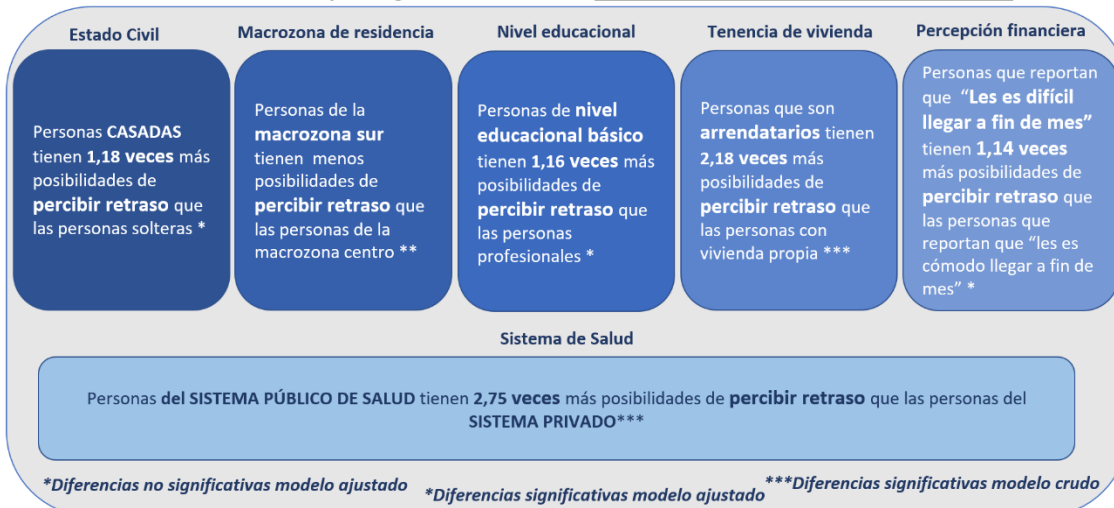 Estado Civil
Personas CASADAS
tienen 1,18 veces más
posibilidades de
percibir retraso que
las personas solteras *
Macrozona de residencia
Personas de la
macrozona sur
tienen menos
posibilidades de
percibir retraso que
las personas de la
macrozona centro **
Nivel educacional
Personas de nivel
educacional básico
tienen 1,16 veces más
posibilidades de
percibir retraso que
las personas
profesionales *
Tenencia de vivienda
Personas que son
arrendatarios tienen
2,18 veces más
posibilidades de
percibir retraso que
las personas con
vivienda propia ***
Percepción financiera
Personas que reportan
que “Les es difícil
llegar a fin de mes”
tienen 1,14 veces
más posibilidades de
percibir retraso que
las personas que
reportan que “les es
cómodo llegar a fin de
mes” *
Sistema de Salud
Personas del SISTEMA PÚBLICO DE SALUD tienen 2,75 veces más posibilidades de percibir retraso que las personas del
SISTEMA PRIVADO***
*Diferencias no significativas modelo ajustado
*Diferencias significativas modelo ajustado
***Diferencias significativas modelo crudo